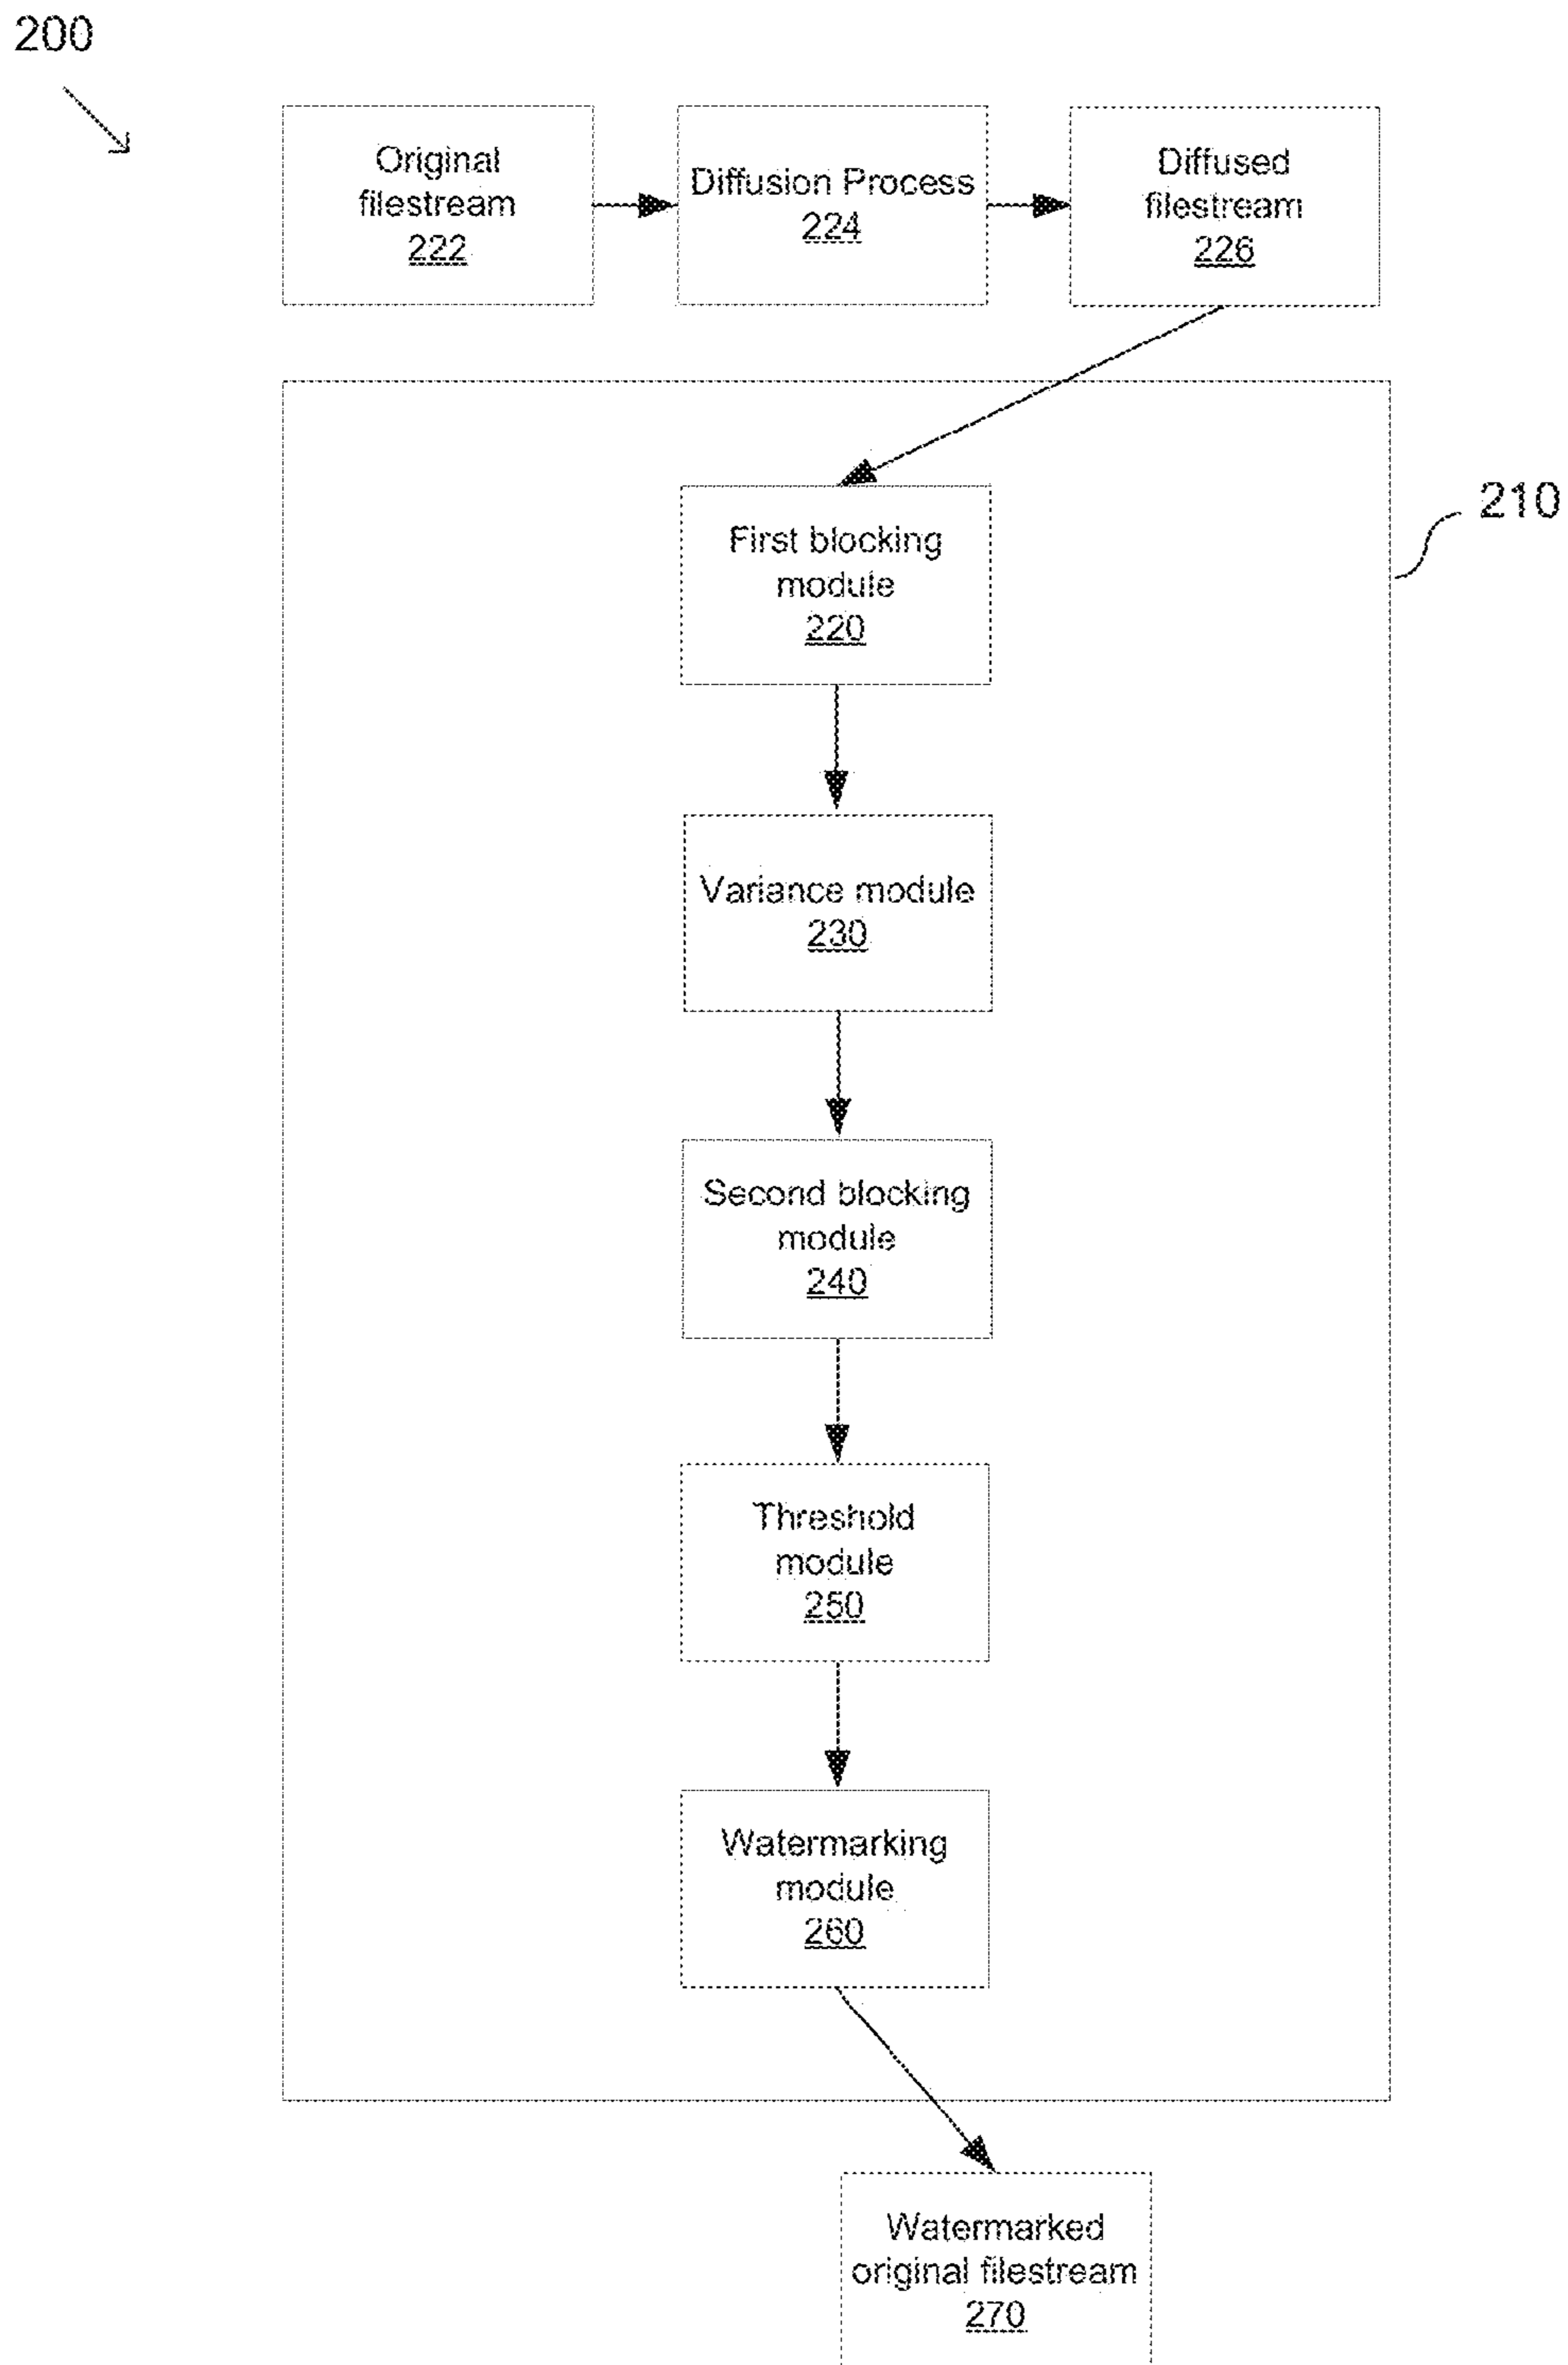 200
Original
filestream
222
Diffusion Process
224
Diffused
filestream
226
210
First blocking
module
220
Variance module
230
Second blocking
module
240
Threshold
module
250
Watermarking
module
260
Watermarked
original filestream
270